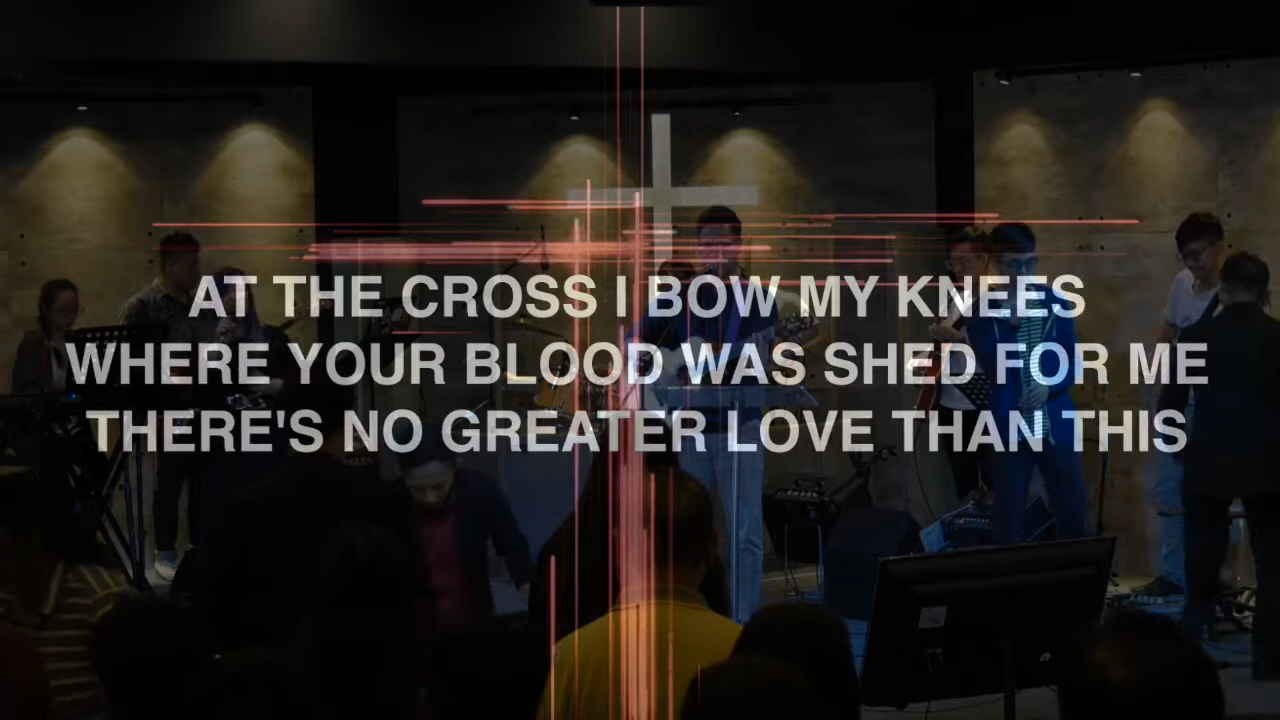 AT THE CROSS I BOW MY KNEES
WHERE YOUR BLOOD WAS SHED FOR ME
THERE'S NO GREATER LOVE THAN THIS